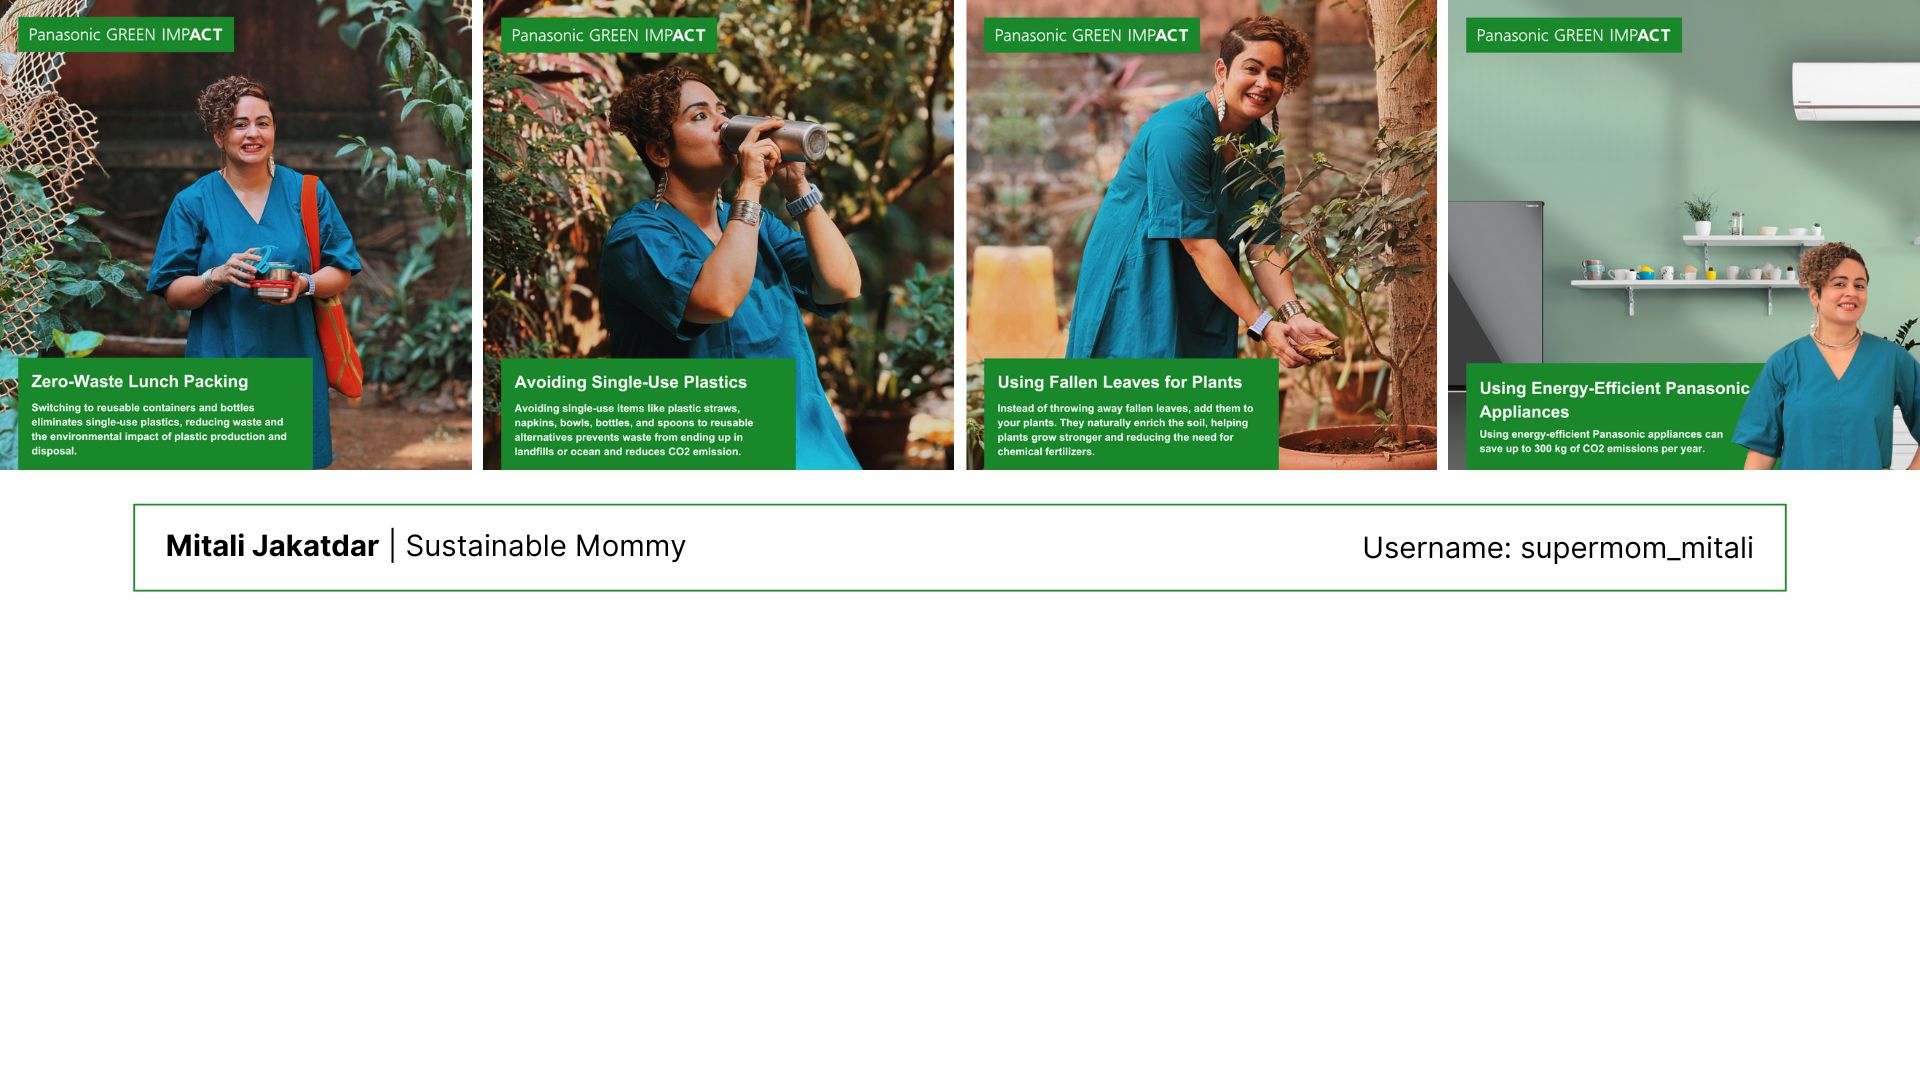 Panasonic GREEN IMPACT
Zero-Waste Lunch Packing
Switching to reusable containers and bottles
eliminates single-use plastics, reducing waste and
the environmental impact of plastic production and
disposal.
Panasonic GREEN IMPACT
Avoiding Single-Use Plastics
Avoiding single-use items like plastic straws,
napkins, bowls, bottles, and spoons to reusable
alternatives prevents waste from ending up in
landfills or ocean and reduces CO2 emission.
Panasonic GREEN IMPACT
Using Fallen Leaves for Plants
Instead of throwing away fallen leaves, add them to
your plants. They naturally enrich the soil, helping
plants grow stronger and reducing the need for
chemical fertilizers.
Panasonic GREEN IMPACT
Using Energy-Efficient Panasonic
Appliances
Using energy-efficient Panasonic appliances can
save up to 300 kg of CO2 emissions per year.
Mitali Jakatdar | Sustainable Mommy
Username: supermom_mitali